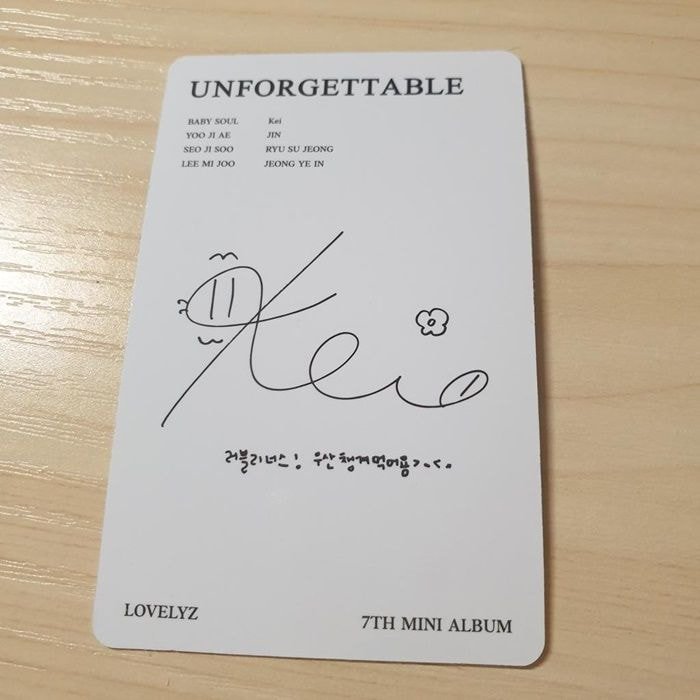 UNFORGETTABLE
BABY SOUL Kei
YOO JI AE JIN
SEO JI SOO RYU SU JEONG
LEE MI JOO JEONG YE IN
Kei
러블리너스! 우산 챙겨먹어용>.<.
LOVELYZ 7TH MINI ALBUM